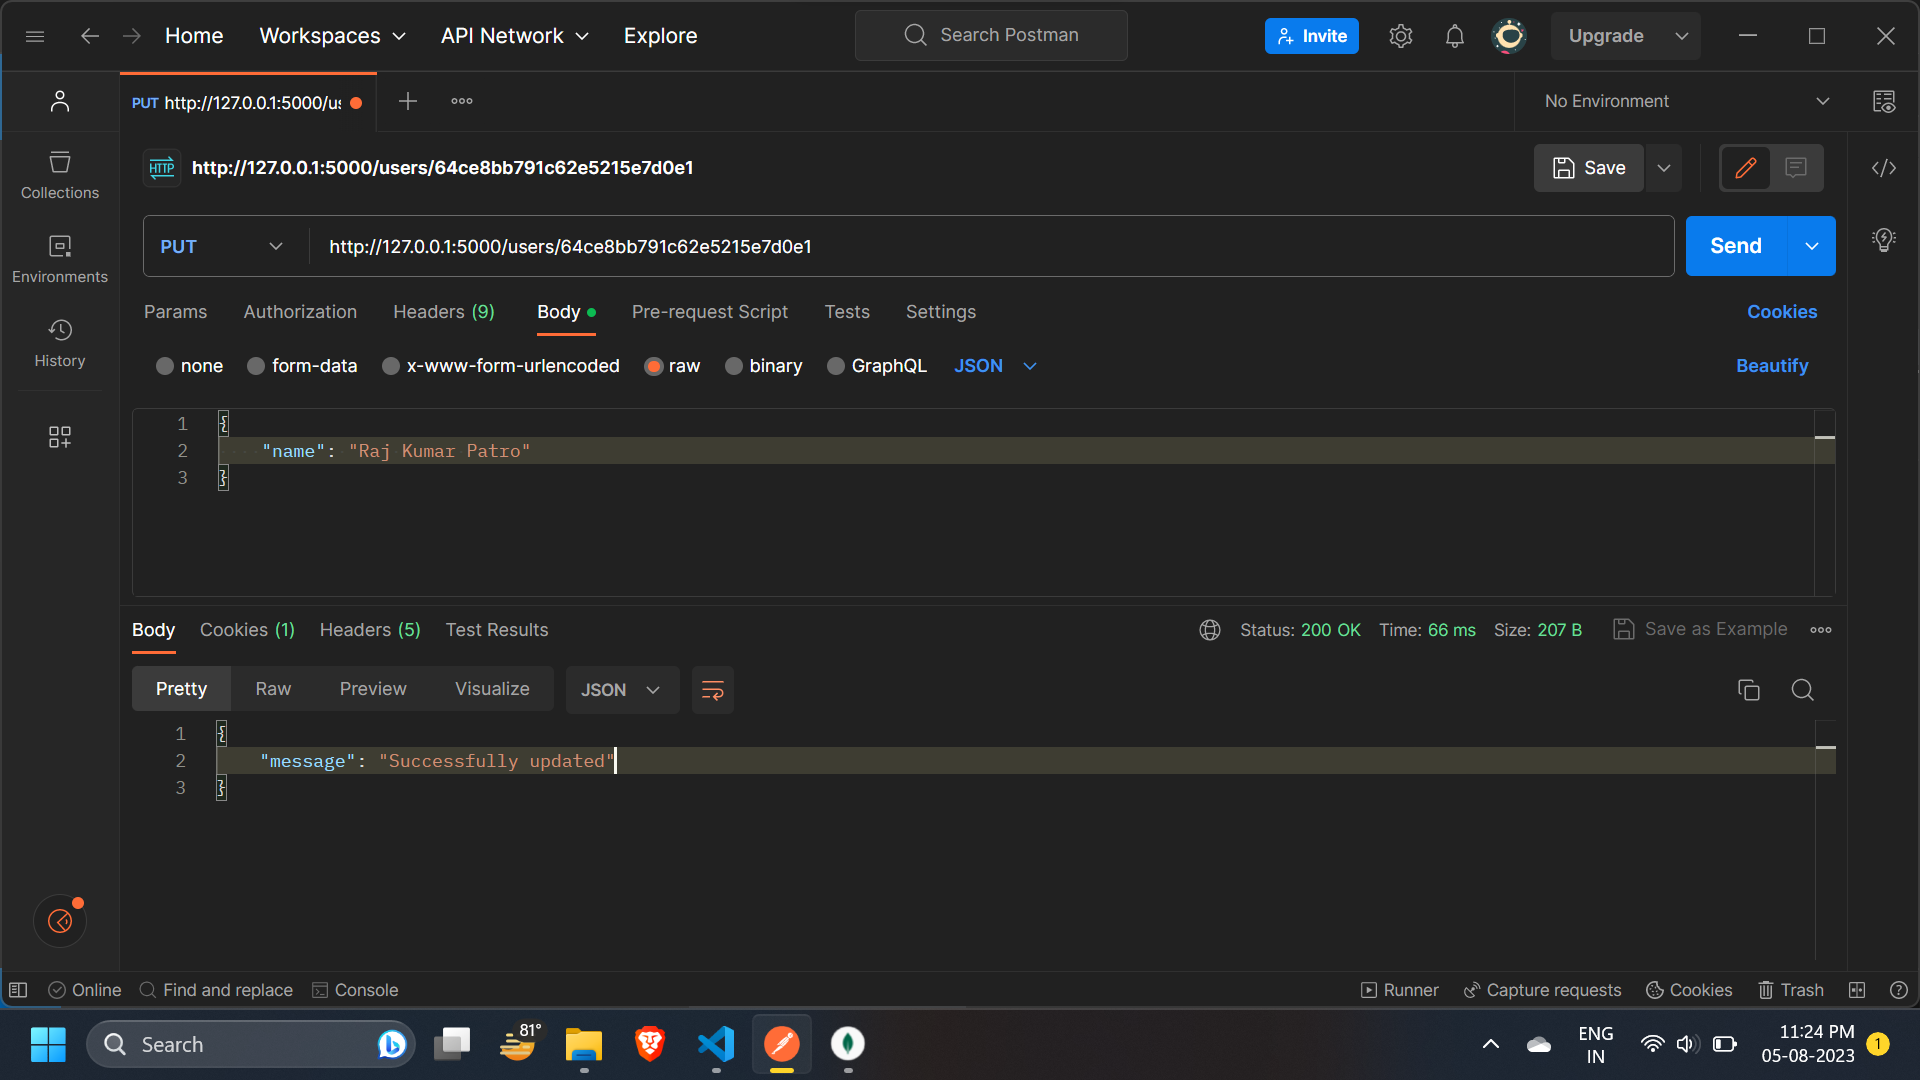 Home Workspaces API Network Explore Search Postman Invite Upgrade
PUT http://127.0.0.1:5000/us No Environment
HTTP http://127.0.0.1:5000/users/64ce8bb791c62e5215e7d0e1 Save
Collections
Environments
History
PUT http://127.0.0.1:5000/users/64ce8bb791c62e5215e7d0e1 Send
Params Authorization Headers (9) Body Pre-request Script Tests Settings Cookies
none form-data x-www-form-urlencoded raw binary GraphQL JSON Beautify
1 {
2 "name": "Raj Kumar Patro"
3 }
Body Cookies (1) Headers (5) Test Results Status: 200 OK Time: 66 ms Size: 207 B Save as Example
Pretty Raw Preview Visualize JSON
1 {
2 "message": "Successfully updated"
3 }
Online Find and replace Console Runner Capture requests Cookies Trash
Search 81° ENG 11:24 PM 1
IN 05-08-2023